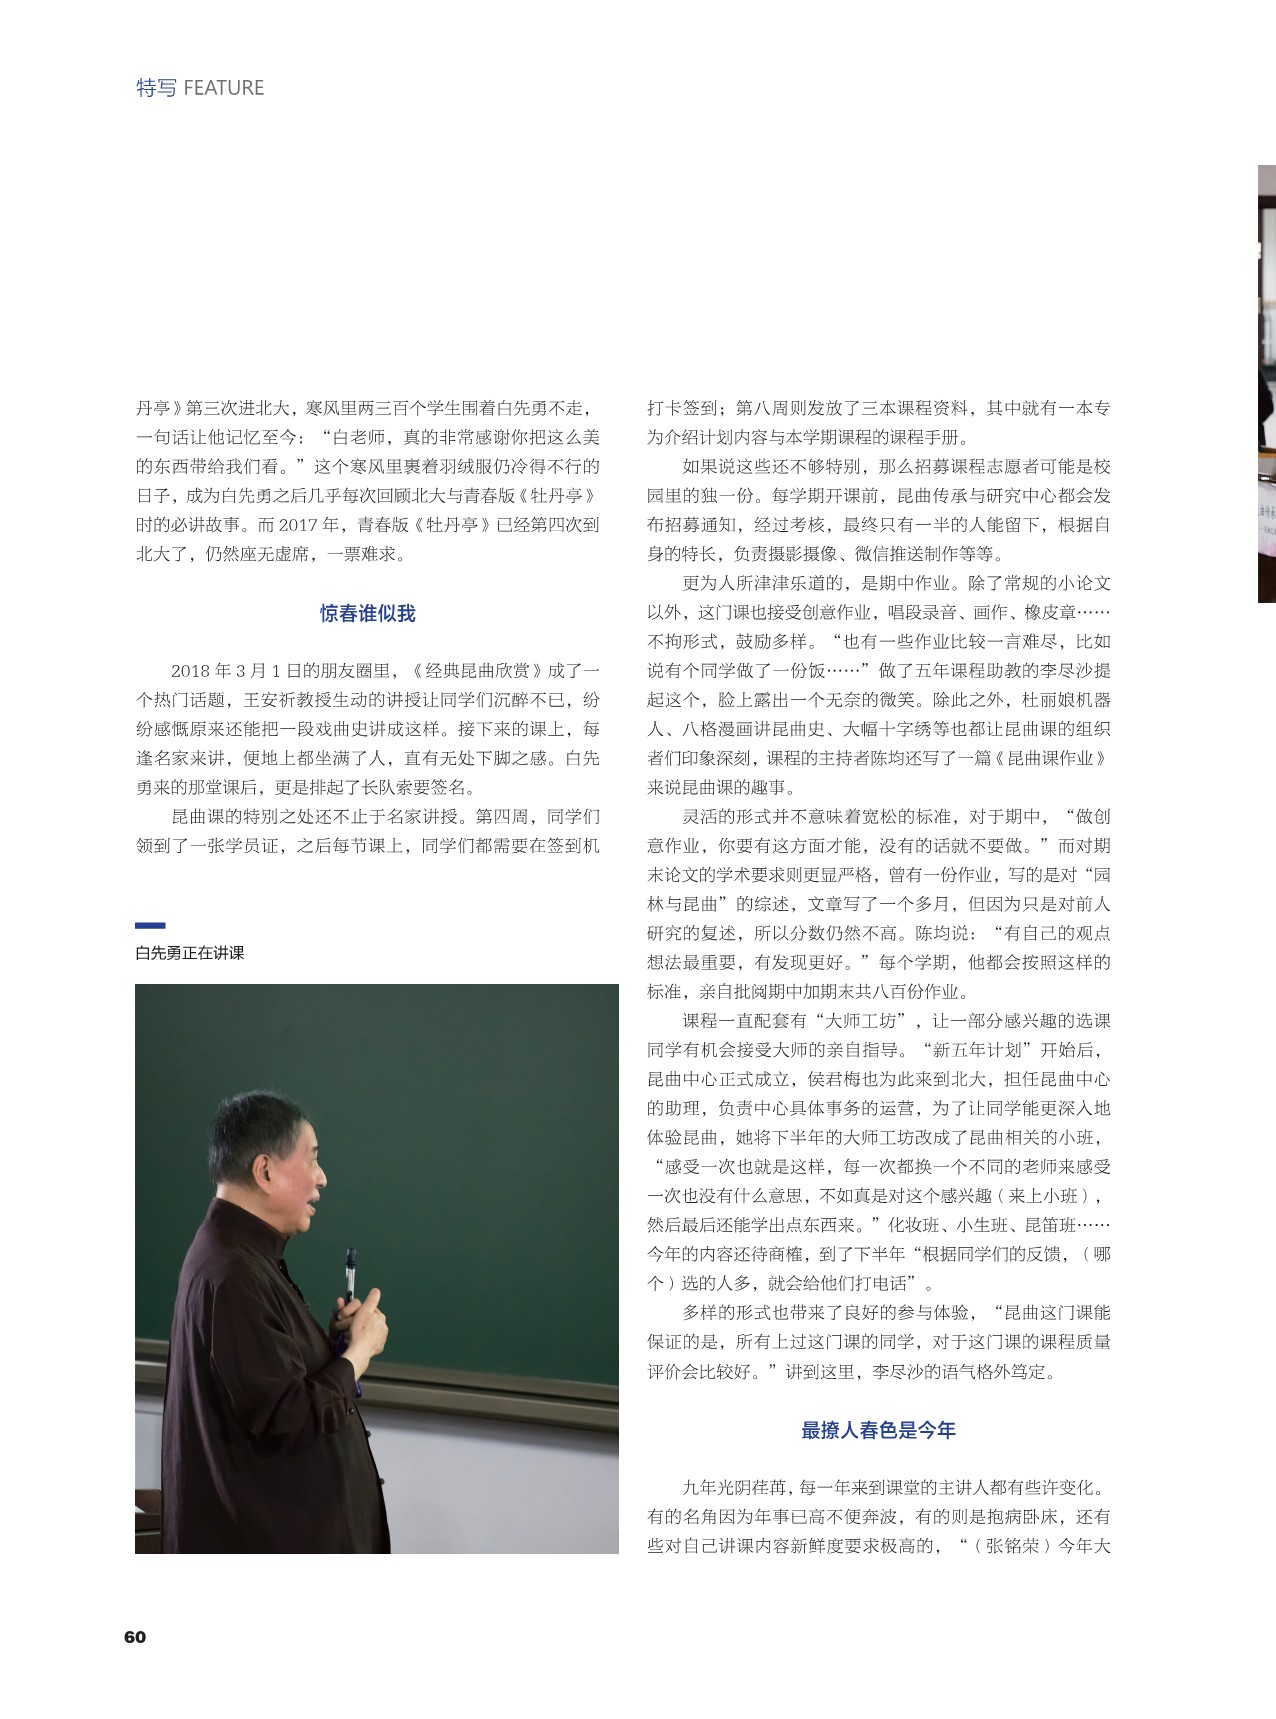 特写 FEATURE
丹亭》第三次进北大，寒风里两三百个学生围着白先勇不走，
一句话让他记忆至今：“白老师，真的非常感谢你把这么美
的东西带给我们看。”这个寒风里裹着羽绒服仍冷得不行的
日子，成为白先勇之后几乎每次回顾北大与青春版《牡丹亭》
时的必讲故事。而 2017 年，青春版《牡丹亭》已经第四次到
北大了，仍然座无虚席，一票难求。
惊春谁似我
2018 年 3 月 1 日的朋友圈里，《经典昆曲欣赏》成了一
个热门话题，王安祈教授生动的讲授让同学们沉醉不已，纷
纷感慨原来还能把一段戏曲史讲成这样。接下来的课上，每
逢名家来讲，便地上都坐满了人，直有无处下脚之感。白先
勇来的那堂课后，更是排起了长队索要签名。
昆曲课的特别之处还不止于名家讲授。第四周，同学们
领到了一张学员证，之后每节课上，同学们都需要在签到机
白先勇正在讲课
打卡签到；第八周则发放了三本课程资料，其中就有一本专
为介绍计划内容与本学期课程的课程手册。
如果说这些还不够特别，那么招募课程志愿者可能是校
园里的独一份。每学期开课前，昆曲传承与研究中心都会发
布招募通知，经过考核，最终只有一半的人能留下，根据自
身的特长，负责摄影摄像、微信推送制作等等。
更为人所津津乐道的，是期中作业。除了常规的小论文
以外，这门课也接受创意作业，唱段录音、画作、橡皮章……
不拘形式，鼓励多样。“也有一些作业比较一言难尽，比如
说有个同学做了一份饭……”做了五年课程助教的李尽沙提
起这个，脸上露出一个无奈的微笑。除此之外，杜丽娘机器
人、八格漫画讲昆曲史、大幅十字绣等也都让昆曲课的组织
者们印象深刻，课程的主持者陈均还写了一篇《昆曲课作业》
来说昆曲课的趣事。
灵活的形式并不意味着宽松的标准，对于期中，“做创
意作业，你要有这方面才能，没有的话就不要做。”而对期
末论文的学术要求则更显严格，曾有一份作业，写的是对“园
林与昆曲”的综述，文章写了一个多月，但因为只是对前人
研究的复述，所以分数仍然不高。陈均说：“有自己的观点
想法最重要，有发现更好。”每个学期，他都会按照这样的
标准，亲自批阅期中加期末共八百份作业。
课程一直配套有“大师工坊”，让一部分感兴趣的选课
同学有机会接受大师的亲自指导。“新五年计划”开始后，
昆曲中心正式成立，侯君梅也为此来到北大，担任昆曲中心
的助理，负责中心具体事务的运营，为了让同学能更深入地
体验昆曲，她将下半年的大师工坊改成了昆曲相关的小班，
“感受一次也就是这样，每一次都换一个不同的老师来感受
一次也没有什么意思，不如真是对这个感兴趣（来上小班），
然后最后还能学出点东西来。”化妆班、小生班、昆笛班……
今年的内容还待商榷，到了下半年“根据同学们的反馈，（哪
个）选的人多，就会给他们打电话”。
多样的形式也带来了良好的参与体验，“昆曲这门课能
保证的是，所有上过这门课的同学，对于这门课的课程质量
评价会比较好。”讲到这里，李尽沙的语气格外笃定。
最撩人春色是今年
九年光阴荏苒，每一年来到课堂的主讲人都有些许变化。
有的名角因为年事已高不便奔波，有的则是抱病卧床，还有
些对自己讲课内容新鲜度要求极高的，“（张铭荣）今年大
60